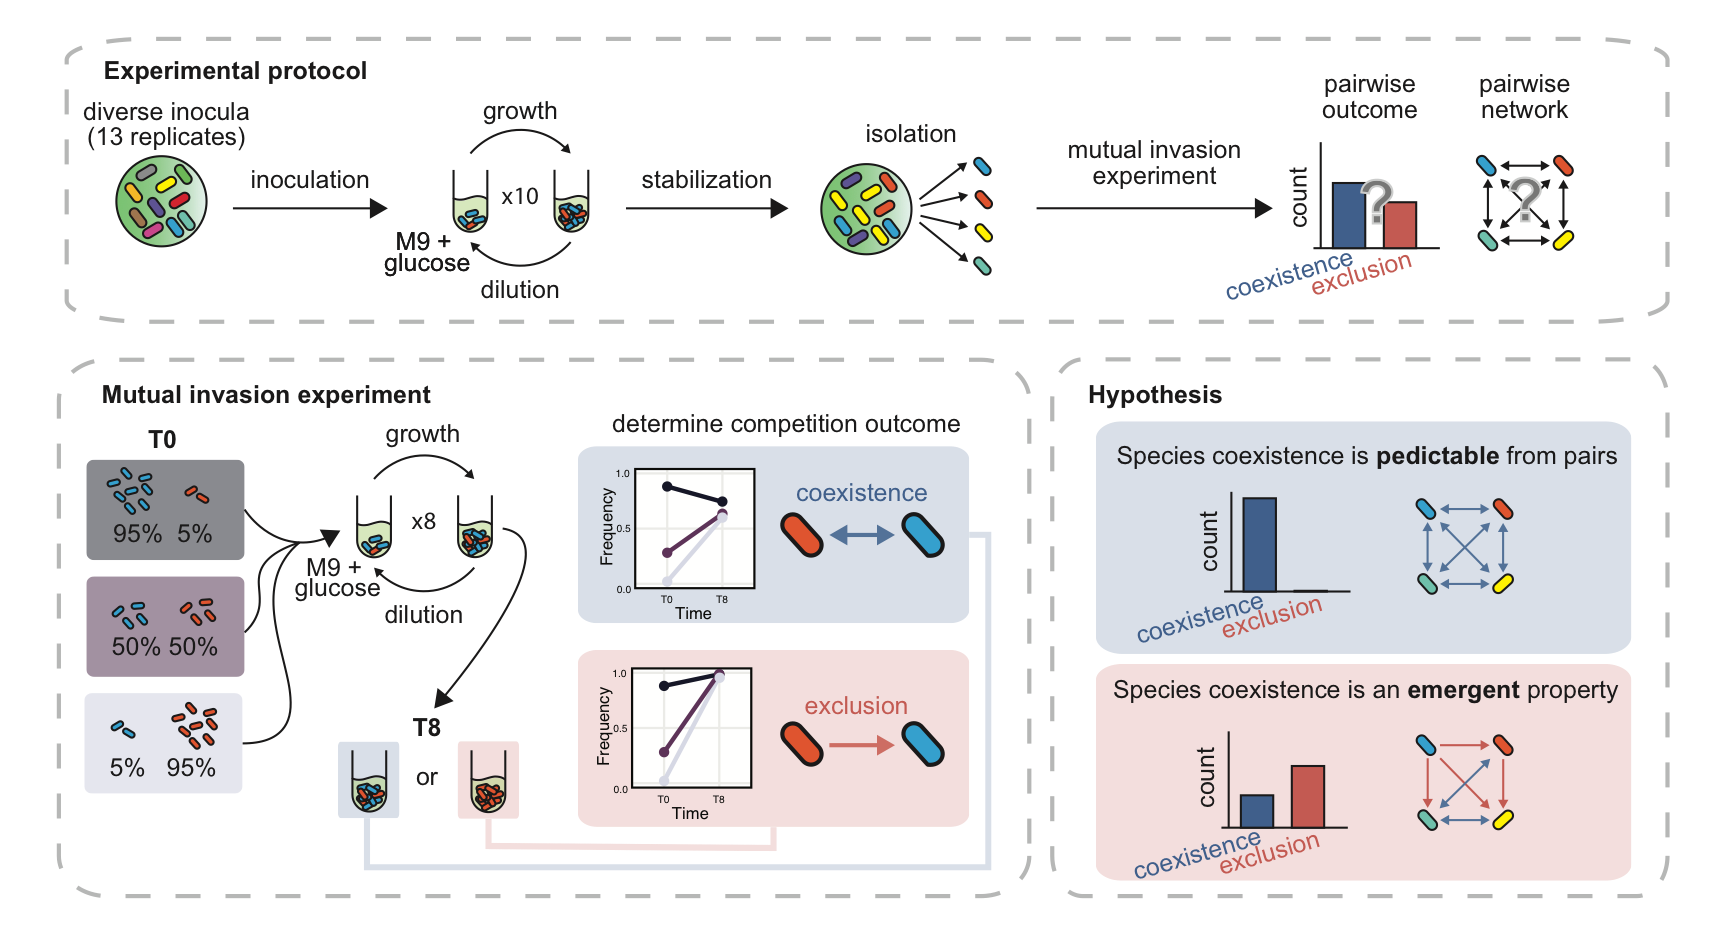 Experimental protocol
diverse inocula
(13 replicates)
inoculation
growth
x10
M9 +
glucose
dilution
stabilization
isolation
mutual invasion
experiment
pairwise
outcome
count
?
coexistence
exclusion
pairwise
network
?
Mutual invasion experiment
T0
95% 5%
50% 50%
5% 95%
growth
x8
M9 +
glucose
dilution
T8
or
determine competition outcome
1.0
0.5
0.0
Frequency
T0
T8
Time
coexistence
1.0
0.5
0.0
Frequency
T0
T8
Time
exclusion
Hypothesis
Species coexistence is pedictable from pairs
count
coexistence
exclusion
Species coexistence is an emergent property
count
coexistence
exclusion